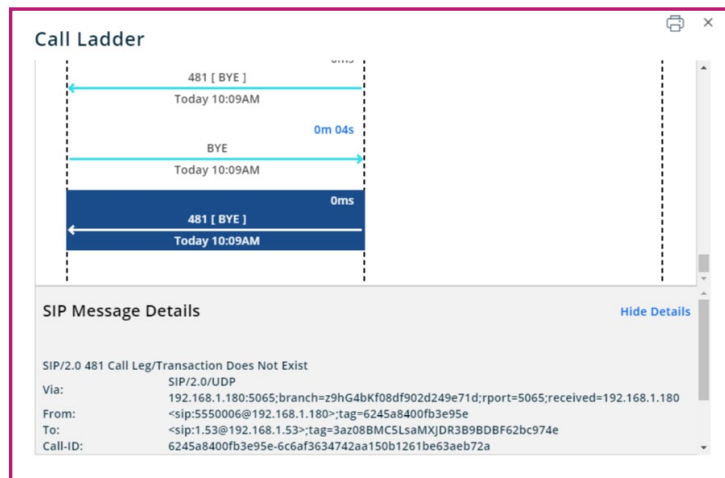 Call Ladder
×
0ms
481 [ BYE ]
Today 10:09AM
0m 04s
BYE
Today 10:09AM
0ms
481 [ BYE ]
Today 10:09AM
SIP Message Details
Hide Details
SIP/2.0 481 Call Leg/Transaction Does Not Exist
Via: SIP/2.0/UDP
192.168.1.180:5065;branch=z9hG4bKf08df902d249e71d;rport=5065;received=192.168.1.180
From: <sip:5550006@192.168.1.180>;tag=6245a8400fb3e95e
To: <sip:1.53@192.168.1.53>;tag=3az08BMC5LsaMXJDR3B9BDBF62bc974e
Call-ID: 6245a8400fb3e95e-6c6af3634742aa150b1261be63aeb72a